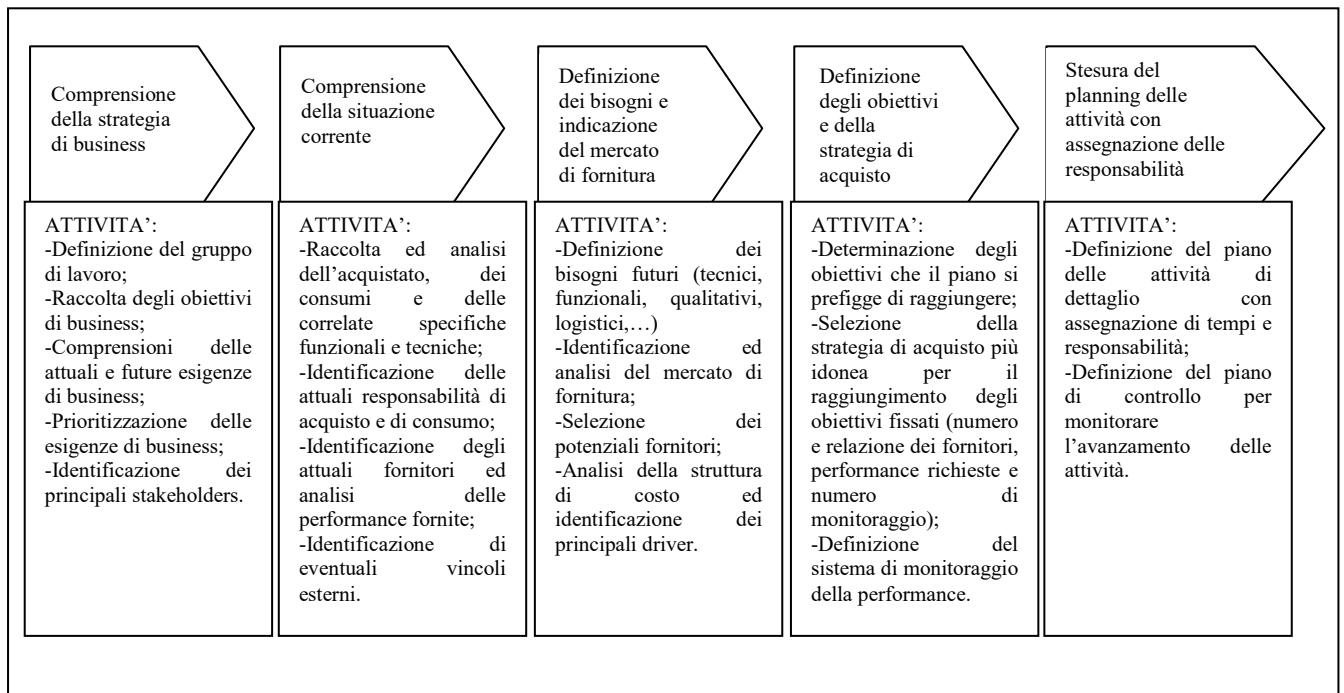 Comprensione
della strategia
di business
Comprensione
della situazione
corrente
Definizione
dei bisogni e
indicazione
del mercato
di fornitura
Definizione
degli obiettivi
e della
strategia di
acquisto
Stesura del
planning delle
attività con
assegnazione delle
responsabilità
ATTIVITA’:
-Definizione del gruppo
di lavoro;
-Raccolta degli obiettivi
di business;
-Comprensioni delle
attuali e future esigenze
di business;
-Prioritizzazione delle
esigenze di business;
-Identificazione dei
principali stakeholders.
ATTIVITA’:
-Raccolta ed analisi
dell’acquistato, dei
consumi e delle
correlate specifiche
funzionali e tecniche;
-Identificazione delle
attuali responsabilità di
acquisto e di consumo;
-Identificazione degli
attuali fornitori ed
analisi delle
performance fornite;
-Identificazione di
eventuali vincoli
esterni.
ATTIVITA’:
-Definizione dei
bisogni futuri (tecnici,
funzionali, qualitativi,
logistici,…)
-Identificazione ed
analisi del mercato di
fornitura;
-Selezione dei
potenziali fornitori;
-Analisi della struttura
di costo ed
identificazione dei
principali driver.
ATTIVITA’:
-Determinazione degli
obiettivi che il piano si
prefigge di raggiungere;
-Selezione della
strategia di acquisto più
idonea per il
raggiungimento degli
obiettivi fissati (numero
e relazione dei fornitori,
performance richieste e
numero di
monitoraggio);
-Definizione del
sistema di monitoraggio
della performance.
ATTIVITA’:
-Definizione del piano
delle attività di
dettaglio con
assegnazione di tempi e
responsabilità;
-Definizione del piano
di controllo per
monitorare
l’avanzamento delle
attività.